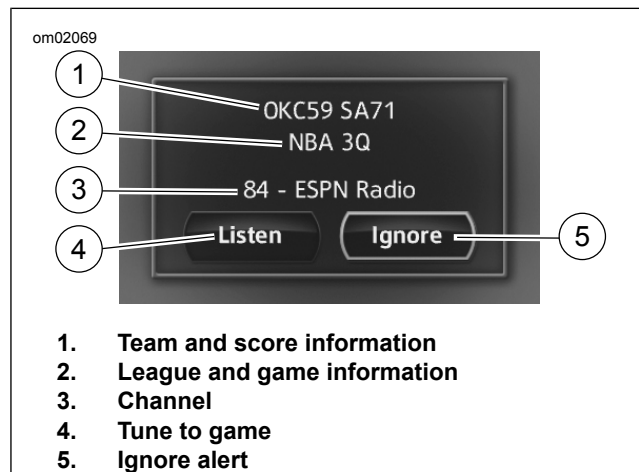 om02069
1
OKC59 SA71
2
NBA 3Q
3
84 - ESPN Radio
4
Listen
Ignore
5
1. Team and score information
2. League and game information
3. Channel
4. Tune to game
5. Ignore alert